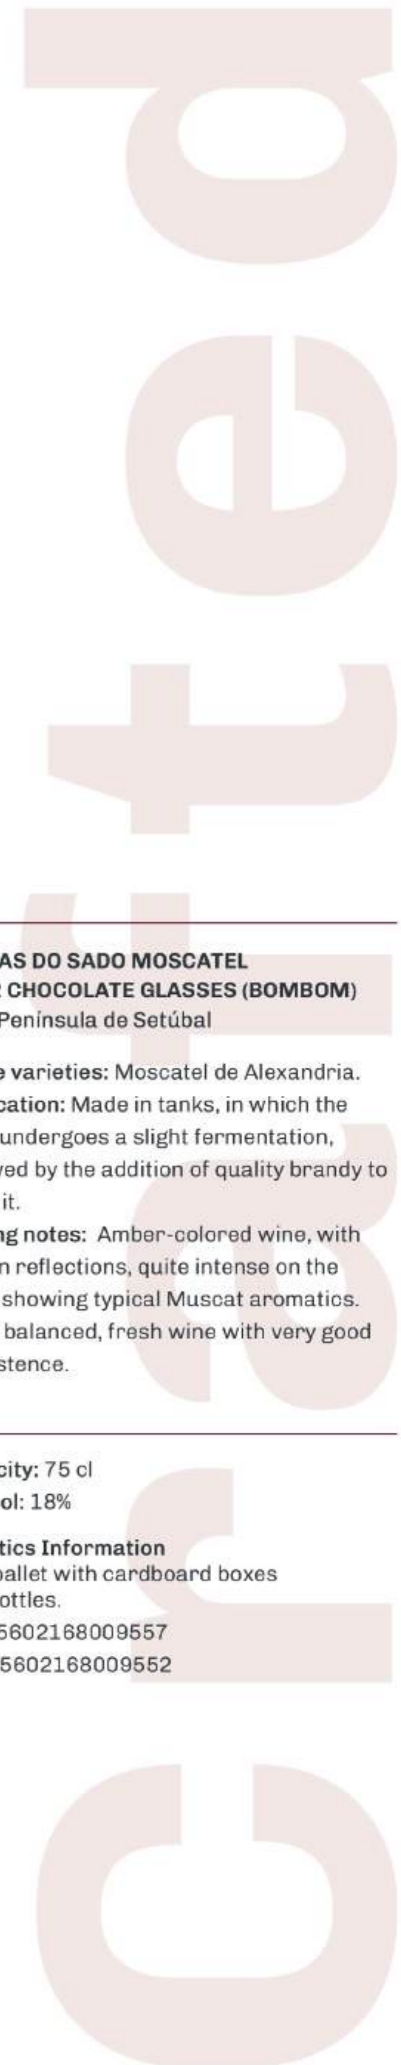 crafted
AS DO SADO MOSCATEL
CHOCOLATE GLASSES (BOMBOM)
Península de Setúbal
varieties: Moscatel de Alexandria.
cation: Made in tanks, in which the
undergoes a slight fermentation,
ed by the addition of quality brandy to
it.
ng notes: Amber-colored wine, with
n reflections, quite intense on the
showing typical Muscat aromatics.
balanced, fresh wine with very good
stence.
city: 75 cl
ol: 18%
tics Information
pallet with cardboard boxes
ottles.
5602168009557
5602168009552